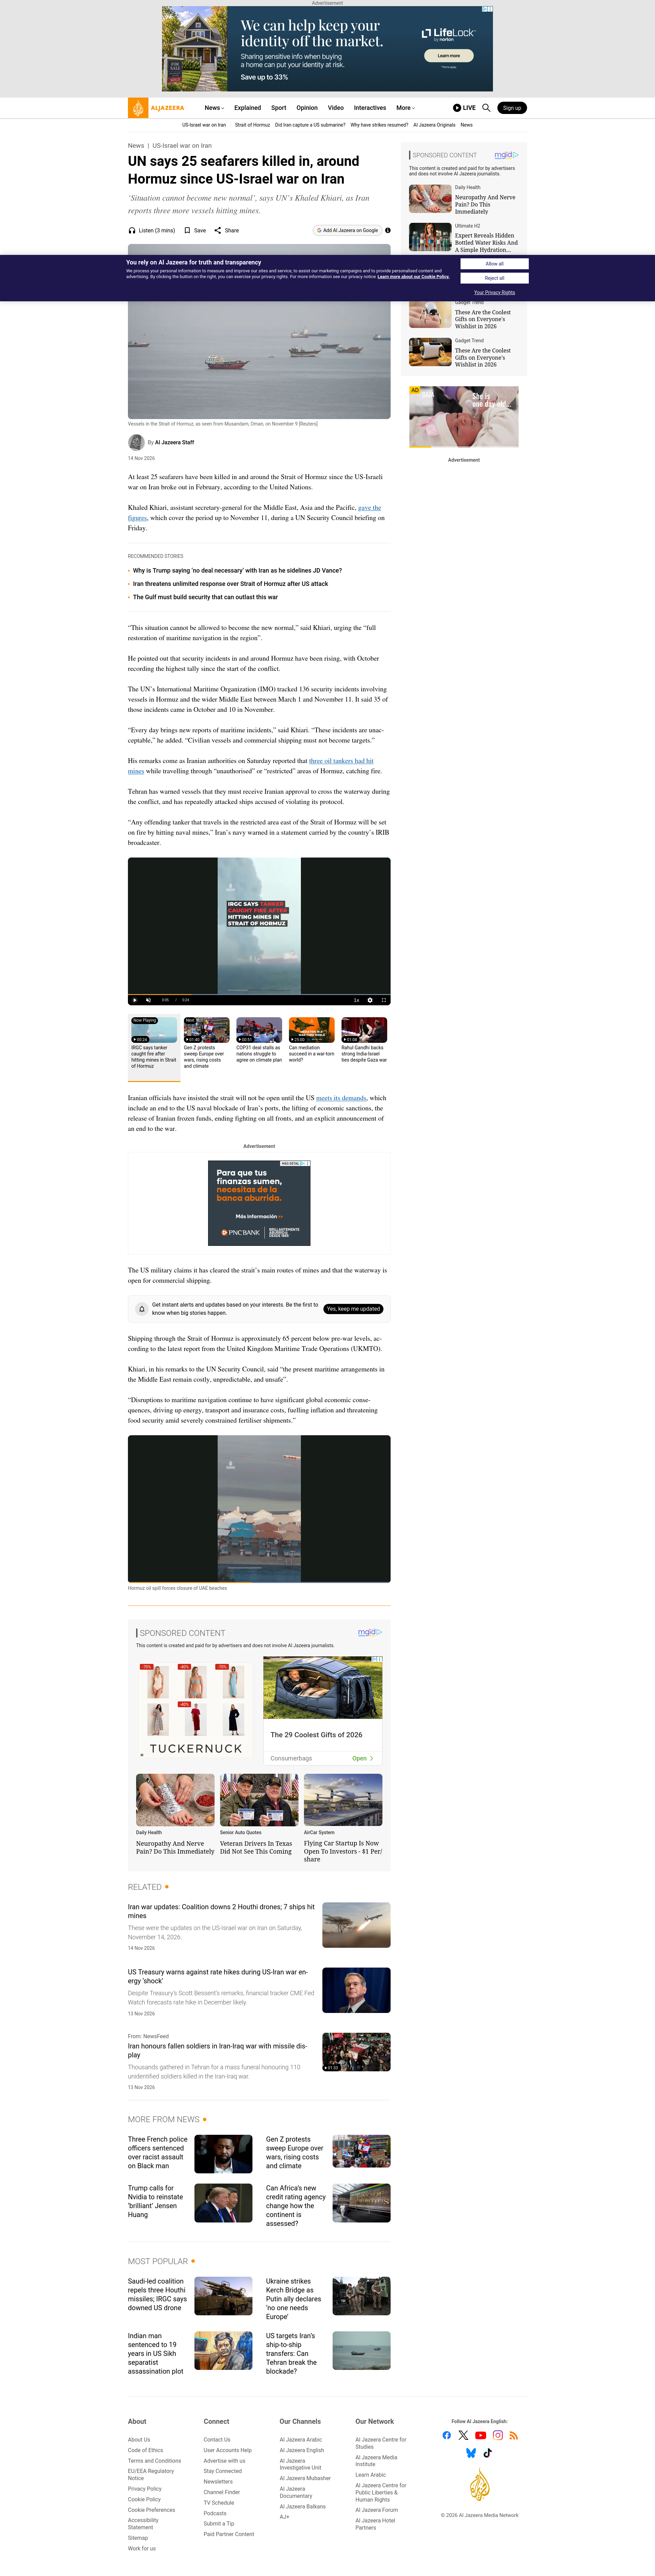 Advertisement
We can help keep your
identity off the market.
Sharing sensitive info when buying
a home can put your identity at risk.
Save up to 33%
LifeLock
by norton
Learn more
ALJAZEERA
News
Explained
Sport
Opinion
Video
Interactives
More
LIVE
Sign up
US-Israel war on Iran
Strait of Hormuz
Did Iran capture a US submarine?
Why have strikes resumed?
Al Jazeera Originals
News
News | US-Israel war on Iran
UN says 25 seafarers killed in, around
Hormuz since US-Israel war on Iran
‘Situation cannot become new normal’, says UN’s Khaled Khiari, as Iran
reports three more vessels hitting mines.
Listen (3 mins)
Save
Share
Add Al Jazeera on Google
SPONSORED CONTENT
mgid
This content is created and paid for by advertisers
and does not involve Al Jazeera journalists.
Daily Health
Neuropathy And Nerve
Pain? Do This
Immediately
Ultimate H2
Expert Reveals Hidden
Bottled Water Risks And
A Simple Hydration...
You rely on Al Jazeera for truth and transparency
We process your personal information to measure and improve our sites and service, to assist our marketing campaigns and to provide personalised content and
advertising. By clicking the button on the right, you can exercise your privacy rights. For more information see our privacy notice. Learn more about our Cookie Policy.
Allow all
Reject all
Your Privacy Rights
Gadget Trend
These Are the Coolest
Gifts on Everyone's
Wishlist in 2026
Gadget Trend
These Are the Coolest
Gifts on Everyone's
Wishlist in 2026
AD
She is
one day old...
Advertisement
Vessels in the Strait of Hormuz, as seen from Musandam, Oman, on November 9 [Reuters]
By Al Jazeera Staff
14 Nov 2026
At least 25 seafarers have been killed in and around the Strait of Hormuz since the US-Israeli
war on Iran broke out in February, according to the United Nations.
Khaled Khiari, assistant secretary-general for the Middle East, Asia and the Pacific, gave the
figures, which cover the period up to November 11, during a UN Security Council briefing on
Friday.
RECOMMENDED STORIES
Why is Trump saying ‘no deal necessary’ with Iran as he sidelines JD Vance?
Iran threatens unlimited response over Strait of Hormuz after US attack
The Gulf must build security that can outlast this war
“This situation cannot be allowed to become the new normal,” said Khiari, urging the “full
restoration of maritime navigation in the region”.
He pointed out that security incidents in and around Hormuz have been rising, with October
recording the highest tally since the start of the conflict.
The UN’s International Maritime Organization (IMO) tracked 136 security incidents involving
vessels in Hormuz and the wider Middle East between March 1 and November 11. It said 35 of
those incidents came in October and 10 in November.
“Every day brings new reports of maritime incidents,” said Khiari. “These incidents are unac-
ceptable,” he added. “Civilian vessels and commercial shipping must not become targets.”
His remarks come as Iranian authorities on Saturday reported that three oil tankers had hit
mines while travelling through “unauthorised” or “restricted” areas of Hormuz, catching fire.
Tehran has warned vessels that they must receive Iranian approval to cross the waterway during
the conflict, and has repeatedly attacked ships accused of violating its protocol.
“Any offending tanker that travels in the restricted area east of the Strait of Hormuz will be set
on fire by hitting naval mines,” Iran’s navy warned in a statement carried by the country’s IRIB
broadcaster.
IRGC SAYS TANKER
CAUGHT FIRE AFTER
HITTING MINES IN
STRAIT OF HORMUZ
0:05 / 0:24
1x
Now Playing
00:24
IRGC says tanker
caught fire after
hitting mines in Strait
of Hormuz
Next
01:40
Gen Z protests
sweep Europe over
wars, rising costs
and climate
00:51
COP31 deal stalls as
nations struggle to
agree on climate plan
25:00
Can mediation
succeed in a war-torn
world?
01:08
Rahul Gandhi backs
strong India-Israel
ties despite Gaza war
Iranian officials have insisted the strait will not be open until the US meets its demands, which
include an end to the US naval blockade of Iran’s ports, the lifting of economic sanctions, the
release of Iranian frozen funds, ending fighting on all fronts, and an explicit announcement of
an end to the war.
Advertisement
MÁS DETAL
Para que tus
finanzas sumen,
necesitas de la
banca aburrida.
Más Información >>
PNC BANK
BRILLANTEMENTE
ABURRIDA
DESDE 1865
The US military claims it has cleared the strait’s main routes of mines and that the waterway is
open for commercial shipping.
Get instant alerts and updates based on your interests. Be the first to
know when big stories happen.
Yes, keep me updated
Shipping through the Strait of Hormuz is approximately 65 percent below pre-war levels, ac-
cording to the latest report from the United Kingdom Maritime Trade Operations (UKMTO).
Khiari, in his remarks to the UN Security Council, said “the present maritime arrangements in
the Middle East remain costly, unpredictable, and unsafe”.
“Disruptions to maritime navigation continue to have significant global economic conse-
quences, driving up energy, transport and insurance costs, fuelling inflation and threatening
food security amid severely constrained fertiliser shipments.”
Hormuz oil spill forces closure of UAE beaches
SPONSORED CONTENT
mgid
This content is created and paid for by advertisers and does not involve Al Jazeera journalists.
-70%
-40%
-70%
-40%
TUCKERNUCK
The 29 Coolest Gifts of 2026
Consumerbags
Open
Daily Health
Neuropathy And Nerve
Pain? Do This Immediately
Senior Auto Quotes
Veteran Drivers In Texas
Did Not See This Coming
AirCar System
Flying Car Startup Is Now
Open To Investors - $1 Per/
share
RELATED
Iran war updates: Coalition downs 2 Houthi drones; 7 ships hit
mines
These were the updates on the US-Israel war on Iran on Saturday,
November 14, 2026.
14 Nov 2026
US Treasury warns against rate hikes during US-Iran war en-
ergy ‘shock’
Despite Treasury’s Scott Bessent’s remarks, financial tracker CME Fed
Watch forecasts rate hike in December likely.
13 Nov 2026
From: NewsFeed
Iran honours fallen soldiers in Iran-Iraq war with missile dis-
play
Thousands gathered in Tehran for a mass funeral honouring 110
unidentified soldiers killed in the Iran-Iraq war.
13 Nov 2026
MORE FROM NEWS
Three French police
officers sentenced
over racist assault
on Black man
Gen Z protests
sweep Europe over
wars, rising costs
and climate
Trump calls for
Nvidia to reinstate
‘brilliant’ Jensen
Huang
Can Africa’s new
credit rating agency
change how the
continent is
assessed?
MOST POPULAR
Saudi-led coalition
repels three Houthi
missiles; IRGC says
downed US drone
Ukraine strikes
Kerch Bridge as
Putin ally declares
‘no one needs
Europe’
Indian man
sentenced to 19
years in US Sikh
separatist
assassination plot
US targets Iran’s
ship-to-ship
transfers: Can
Tehran break the
blockade?
About
About Us
Code of Ethics
Terms and Conditions
EU/EEA Regulatory
Notice
Privacy Policy
Cookie Policy
Cookie Preferences
Accessibility
Statement
Sitemap
Work for us
Connect
Contact Us
User Accounts Help
Advertise with us
Stay Connected
Newsletters
Channel Finder
TV Schedule
Podcasts
Submit a Tip
Paid Partner Content
Our Channels
Al Jazeera Arabic
Al Jazeera English
Al Jazeera
Investigative Unit
Al Jazeera Mubasher
Al Jazeera
Documentary
Al Jazeera Balkans
AJ+
Our Network
Al Jazeera Centre for
Studies
Al Jazeera Media
Institute
Learn Arabic
Al Jazeera Centre for
Public Liberties &
Human Rights
Al Jazeera Forum
Al Jazeera Hotel
Partners
Follow Al Jazeera English:
© 2026 Al Jazeera Media Network